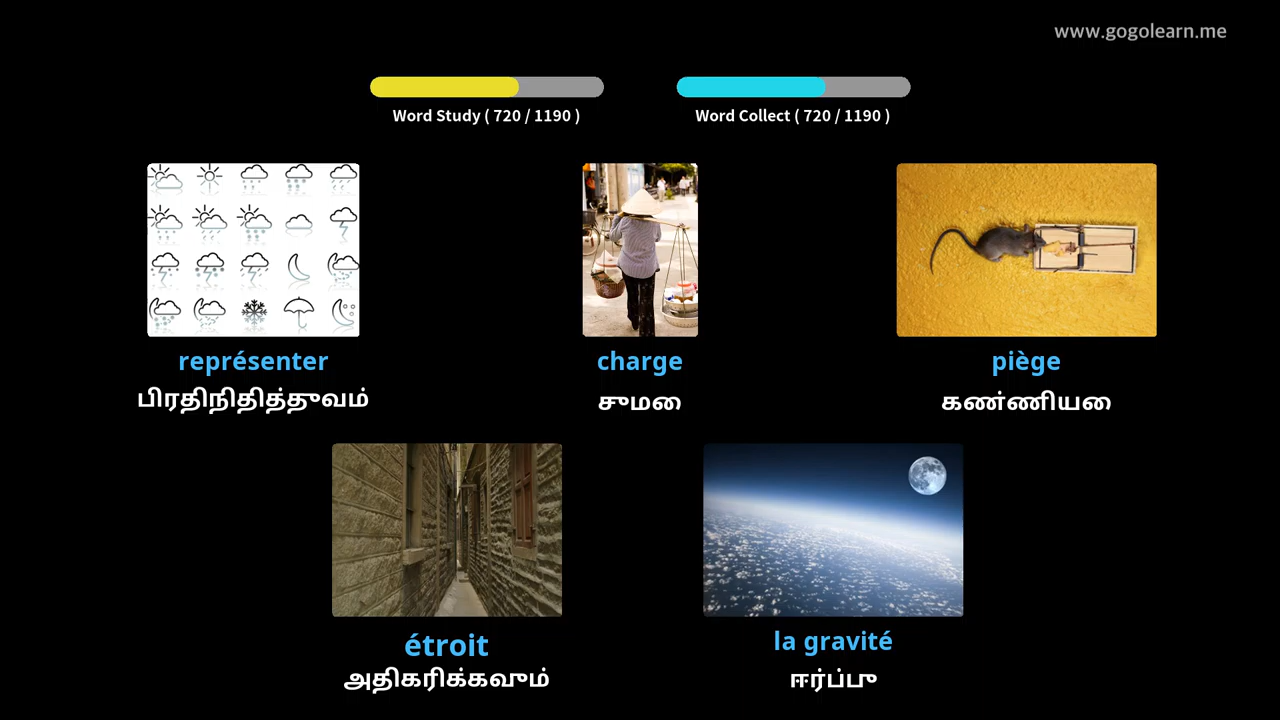 www.gogolearn.me
Word Study ( 720 / 1190 )
Word Collect ( 720 / 1190 )
représenter
பிரதிநிதித்துவம்
charge
சுமை
piège
கண்ணியை
étroit
அதிகரிக்கவும்
la gravité
ஈர்ப்பு